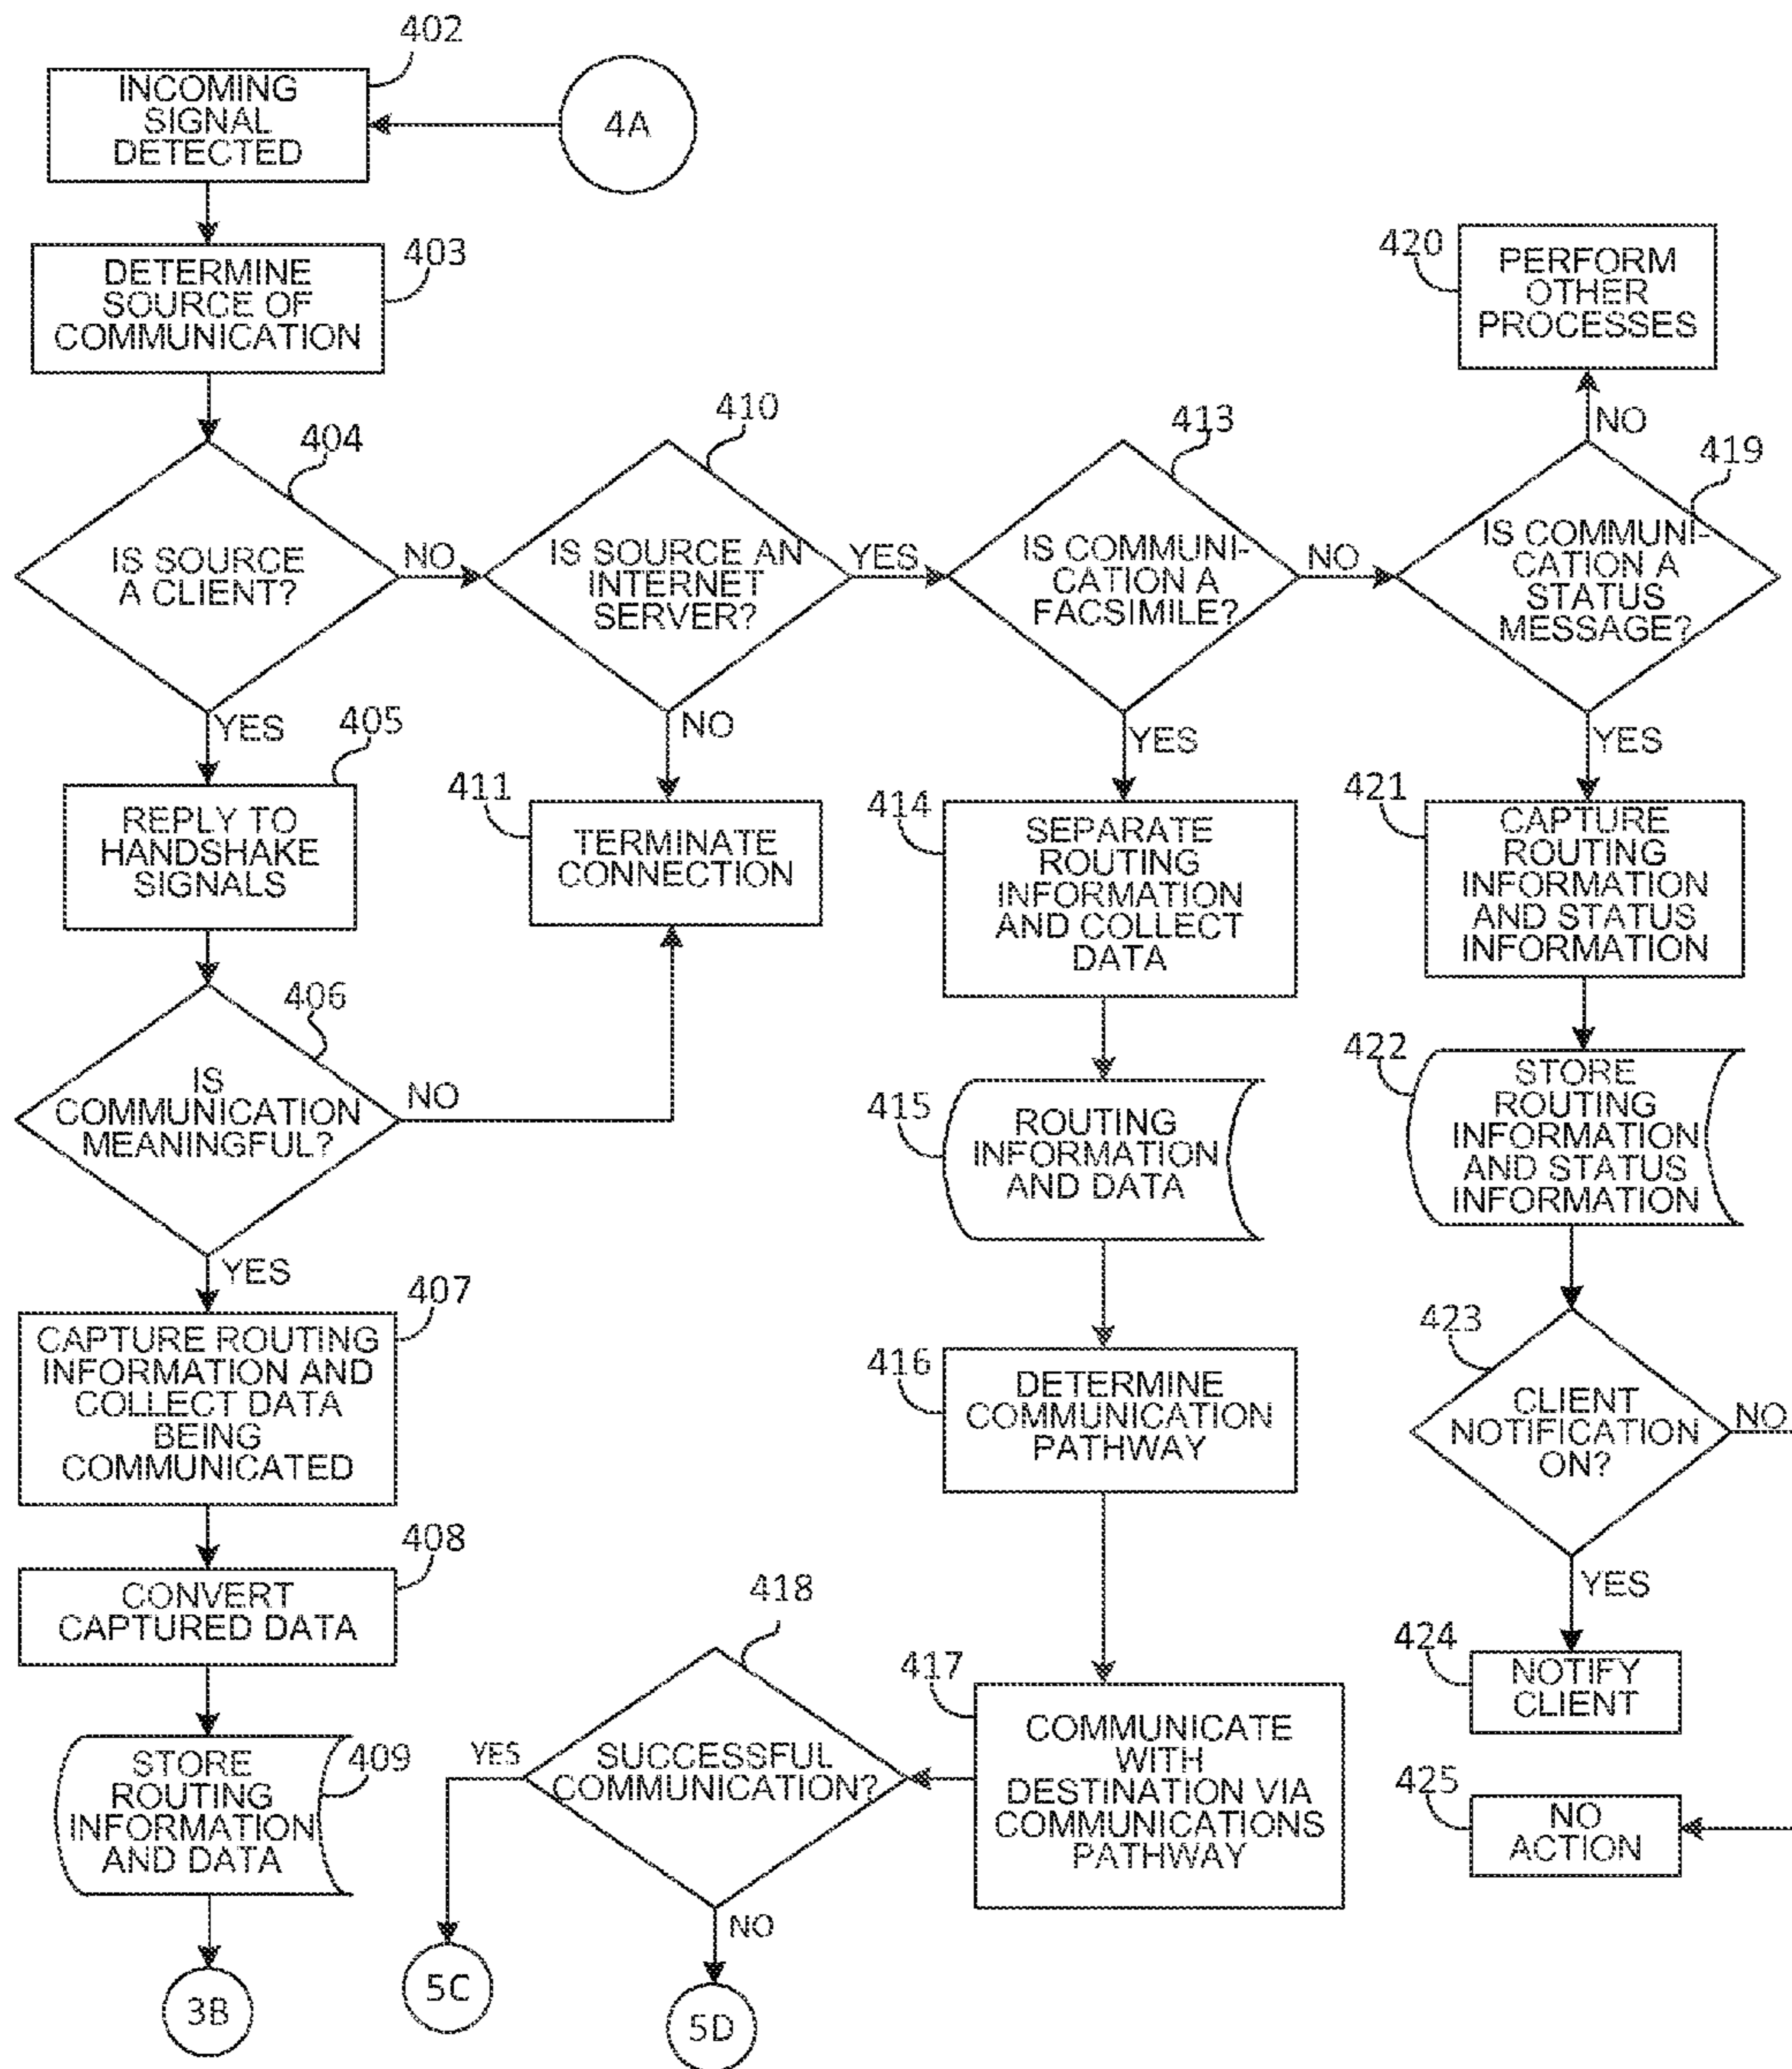 402
INCOMING
SIGNAL
DETECTED
4A
403
DETERMINE
SOURCE OF
COMMUNICATION
404
IS SOURCE
A CLIENT?
NO
YES
410
IS SOURCE AN
INTERNET
SERVER?
YES
NO
413
IS COMMUNI-
CATION A
FACSIMILE?
NO
YES
419
IS COMMUNI-
CATION A
STATUS
MESSAGE?
NO
YES
420
PERFORM
OTHER
PROCESSES
405
REPLY TO
HANDSHAKE
SIGNALS
411
TERMINATE
CONNECTION
414
SEPARATE
ROUTING
INFORMATION
AND COLLECT
DATA
421
CAPTURE
ROUTING
INFORMATION
AND STATUS
INFORMATION
406
IS
COMMUNICATION
MEANINGFUL?
NO
YES
415
ROUTING
INFORMATION
AND DATA
422
STORE
ROUTING
INFORMATION
AND STATUS
INFORMATION
407
CAPTURE ROUTING
INFORMATION AND
COLLECT DATA
BEING
COMMUNICATED
416
DETERMINE
COMMUNICATION
PATHWAY
423
CLIENT
NOTIFICATION
ON?
NO
YES
408
CONVERT
CAPTURED DATA
418
SUCCESSFUL
COMMUNICATION?
YES
NO
417
COMMUNICATE
WITH
DESTINATION VIA
COMMUNICATIONS
PATHWAY
424
NOTIFY
CLIENT
409
STORE
ROUTING
INFORMATION
AND DATA
425
NO
ACTION
3B
5C
5D